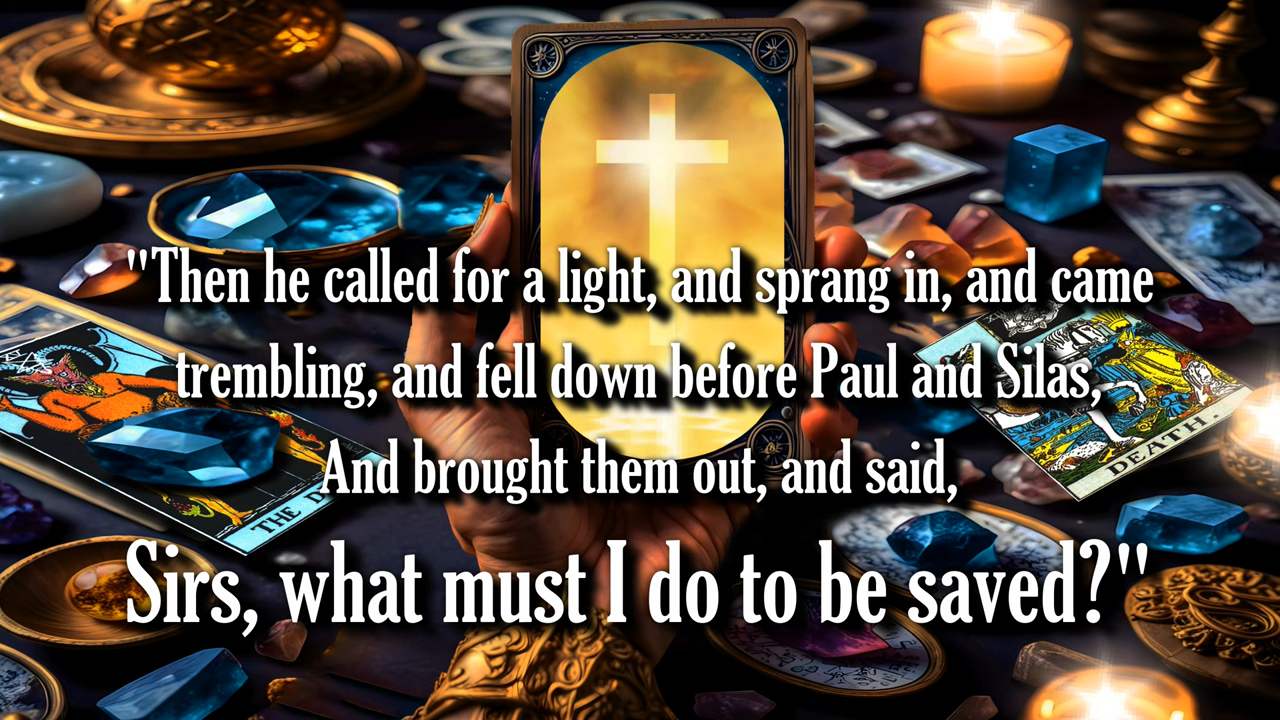 "Then he called for a light, and sprang in, and came
trembling, and fell down before Paul and Silas,
And brought them out, and said,
Sirs, what must I do to be saved?"
THE D
DEATH.